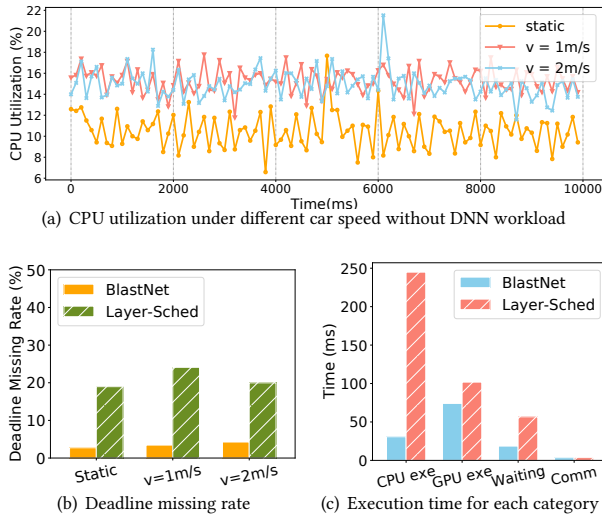 22
20
18
16
14
12
10
8
6
CPU Utilization (%)
static
v = 1m/s
v = 2m/s
0
2000
4000
6000
8000
10000
Time(ms)
(a) CPU utilization under different car speed without DNN workload
50
40
30
20
10
0
Deadline Missing Rate (%)
BlastNet
Layer-Sched
Static
v=1m/s
v=2m/s
(b) Deadline missing rate
250
200
150
100
50
0
Time (ms)
BlastNet
Layer-Sched
CPU exe
GPU exe
Waiting
Comm
(c) Execution time for each category